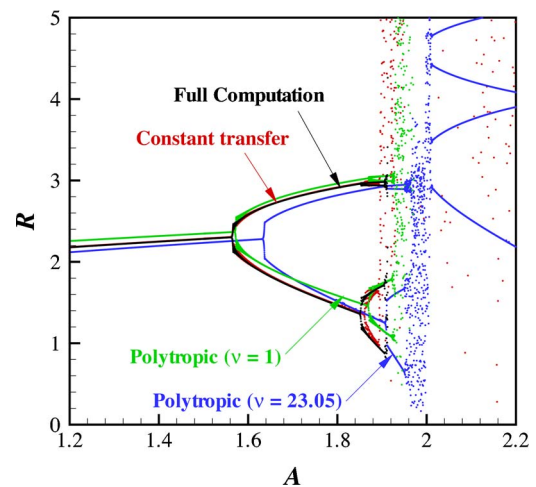 5
Full Computation
4
Constant transfer
3
R
2
1
Polytropic (ν = 1)
Polytropic (ν = 23.05)
0
1.2 1.4 1.6 1.8 2 2.2
A